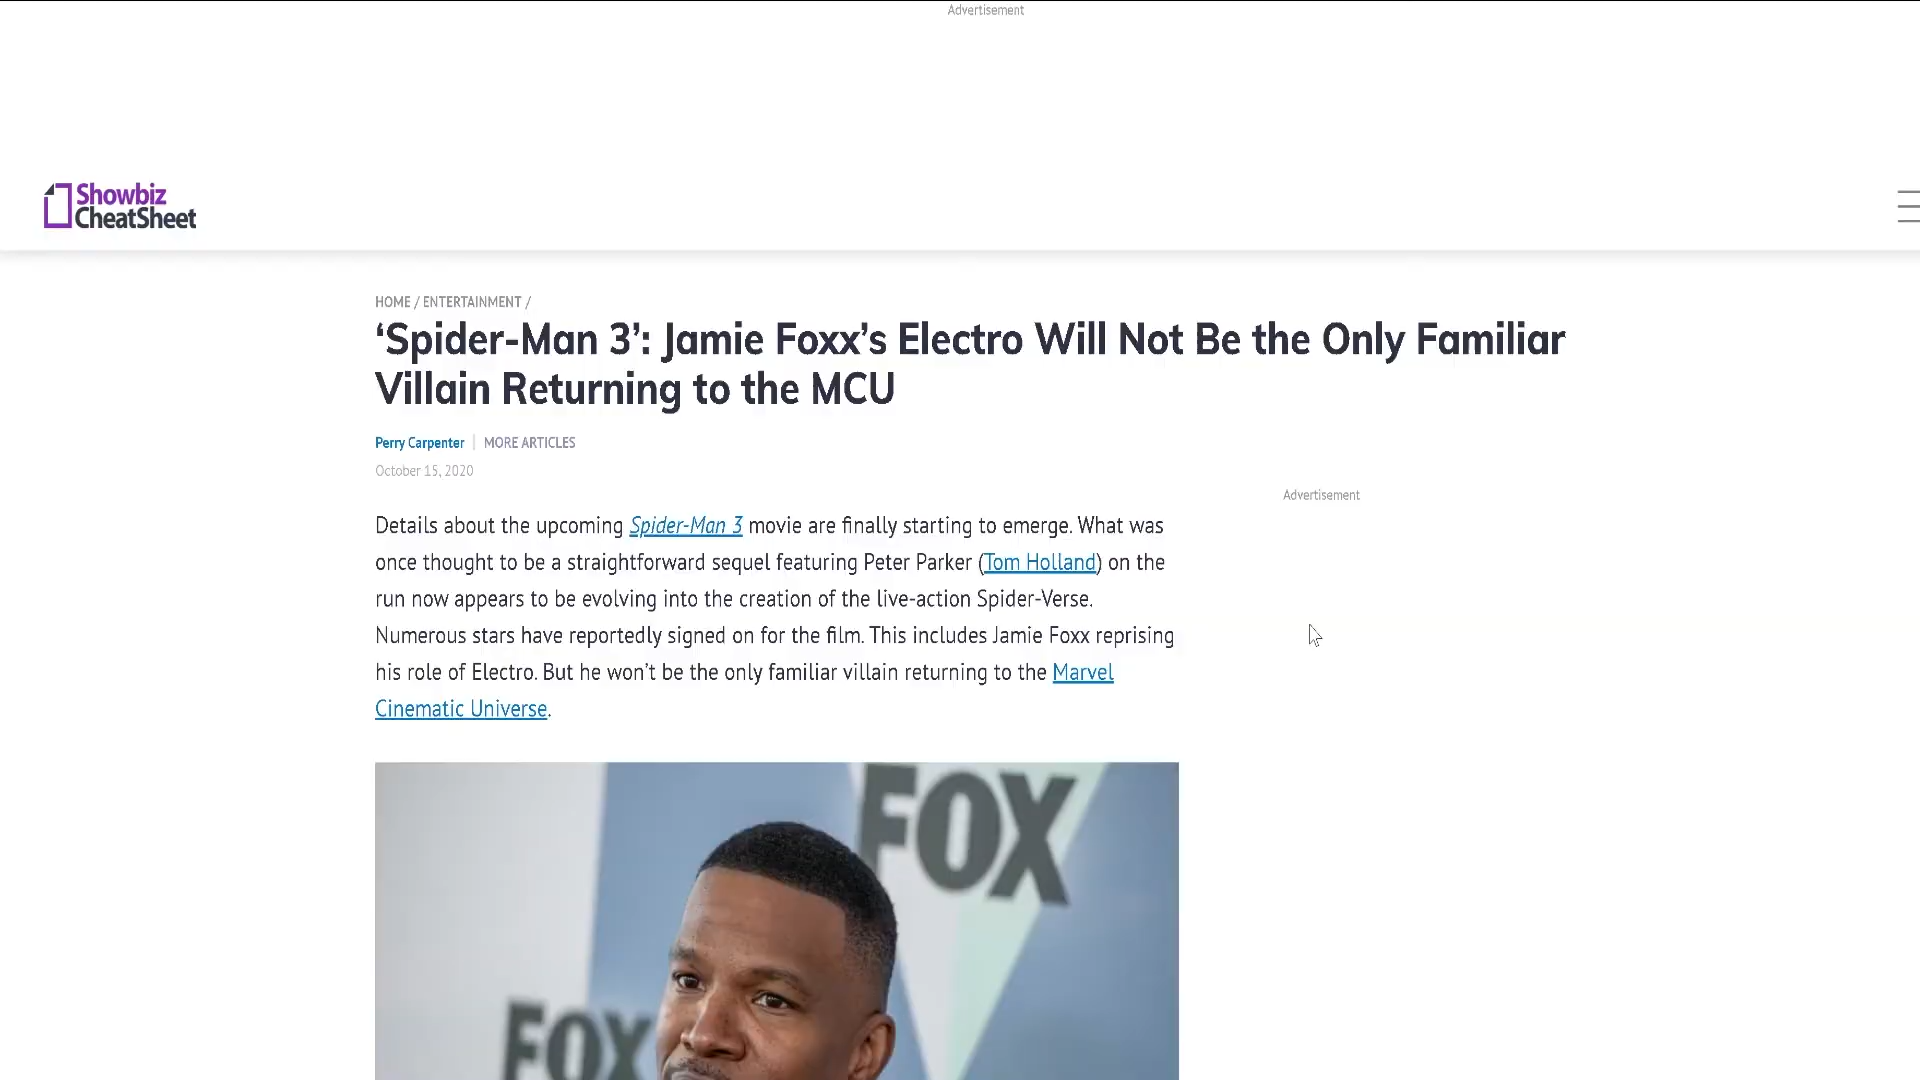 Advertisement
Showbiz
CheatSheet
HOME / ENTERTAINMENT /
‘Spider-Man 3’: Jamie Foxx’s Electro Will Not Be the Only Familiar
Villain Returning to the MCU
Perry Carpenter | MORE ARTICLES
October 15, 2020
Advertisement
Details about the upcoming Spider-Man 3 movie are finally starting to emerge. What was
once thought to be a straightforward sequel featuring Peter Parker (Tom Holland) on the
run now appears to be evolving into the creation of the live-action Spider-Verse.
Numerous stars have reportedly signed on for the film. This includes Jamie Foxx reprising
his role of Electro. But he won’t be the only familiar villain returning to the Marvel
Cinematic Universe.
FOX
FOX